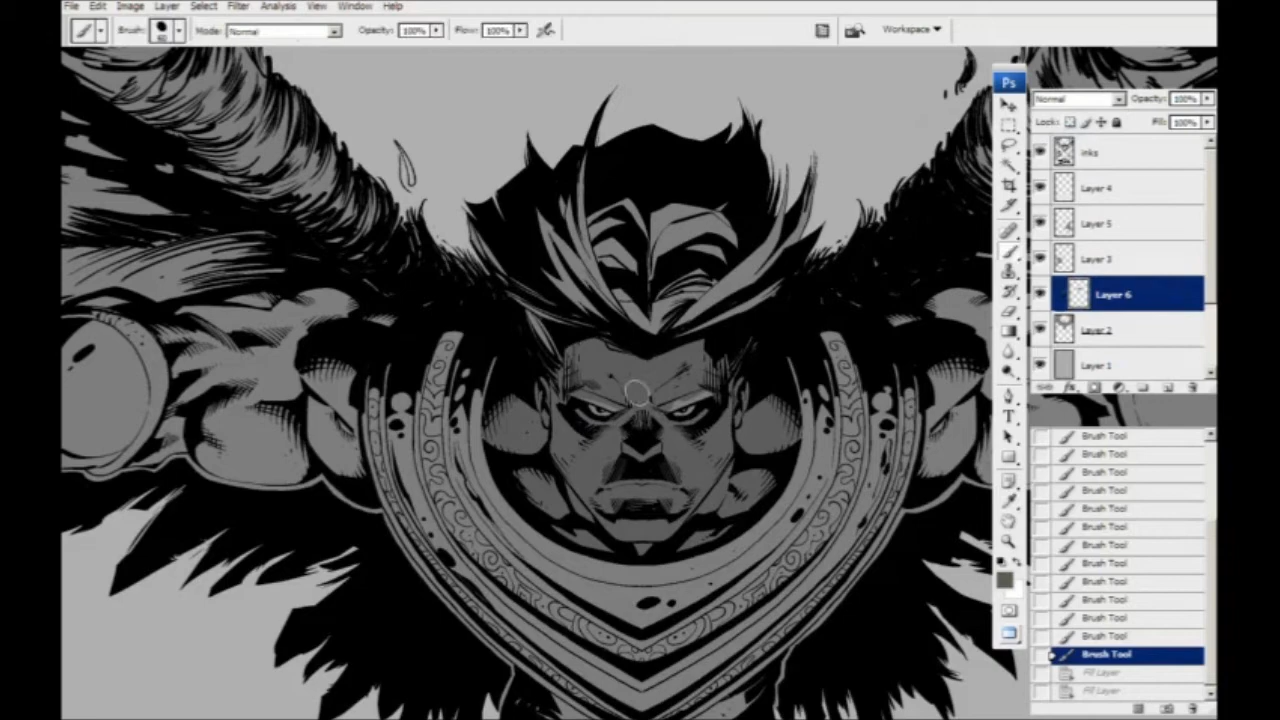 File Edit Image Layer Select Filter Analysis View Window Help
Brush: 60 Mode: Normal Opacity: 100% Flow: 100% Workspace
Ps
Normal Opacity: 100%
Lock: Fill: 100%
inks
Layer 4
Layer 5
Layer 3
Layer 6
Layer 2
Layer 1
T
Brush Tool
Brush Tool
Brush Tool
Brush Tool
Brush Tool
Brush Tool
Brush Tool
Brush Tool
Brush Tool
Brush Tool
Brush Tool
Brush Tool
Brush Tool
Fill Layer
Fill Layer